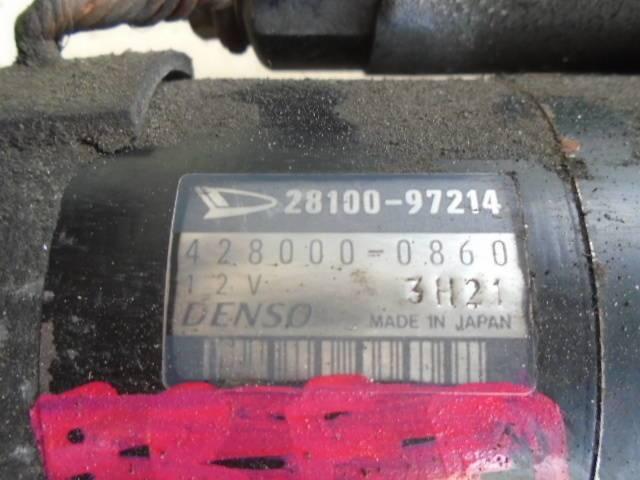 28100-97214
428000-0860
12V 3H21
DENSO MADE IN JAPAN